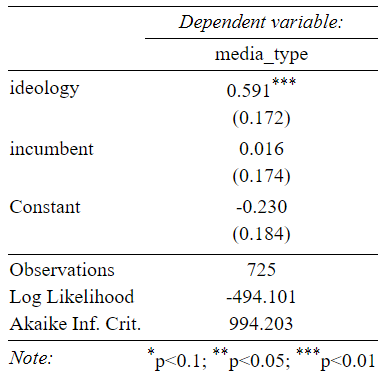 Dependent variable:
media_type
ideology 0.591***
(0.172)
incumbent 0.016
(0.174)
Constant -0.230
(0.184)
Observations 725
Log Likelihood -494.101
Akaike Inf. Crit. 994.203
Note: *p<0.1; **p<0.05; ***p<0.01